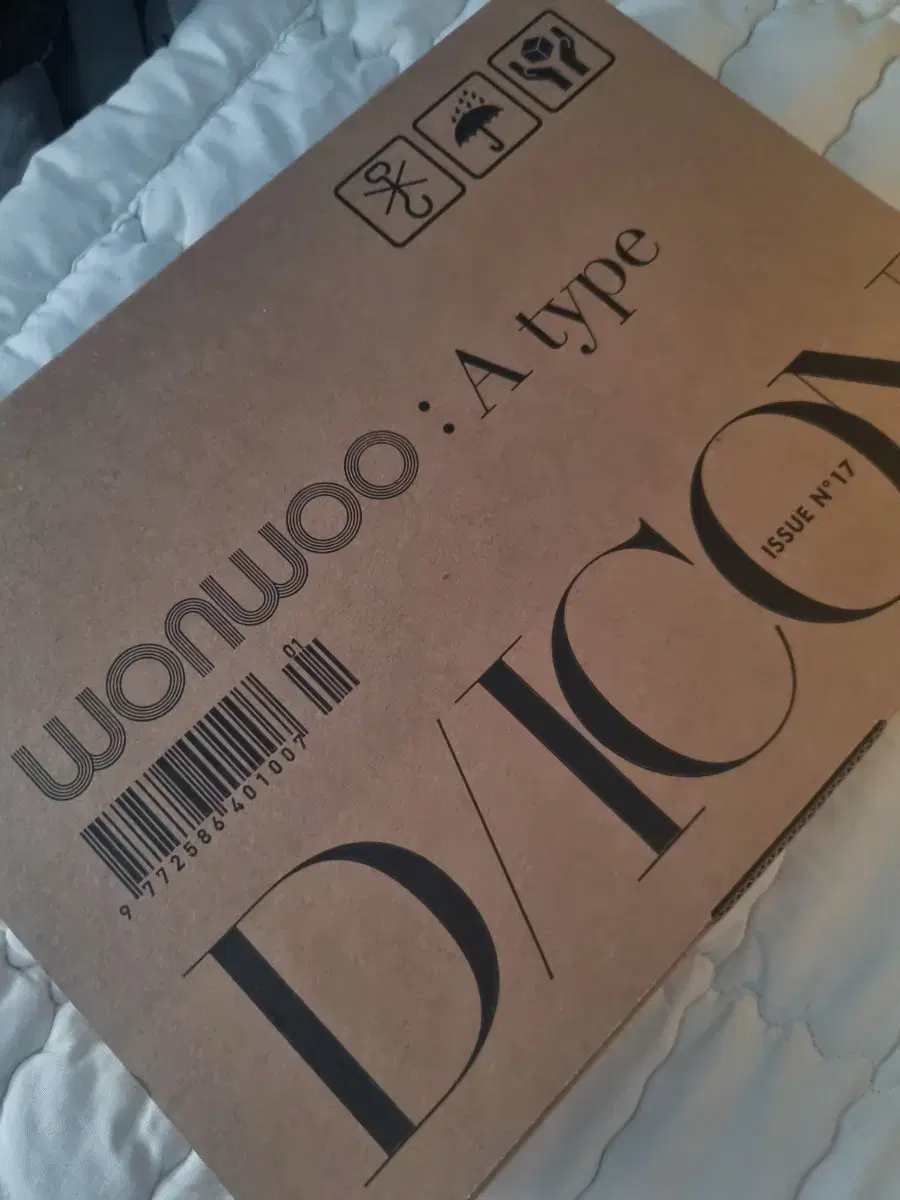 wonwoo : A type
01
9 772586 401007
D/ICON
ISSUE N°17